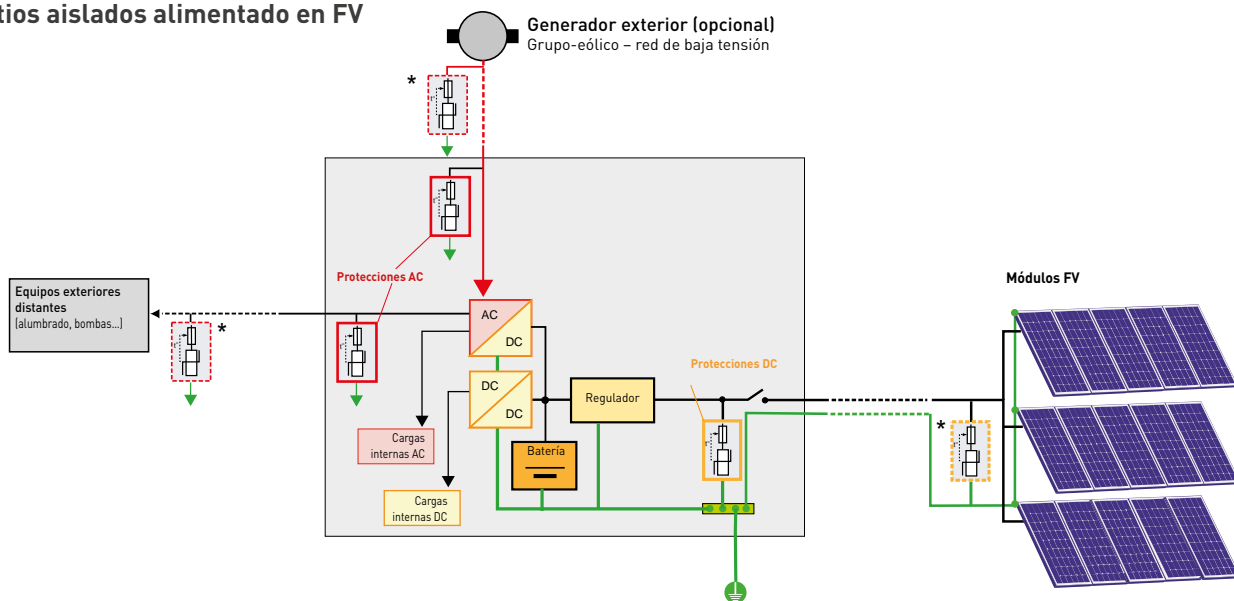 tios aislados alimentado en FV
Generador exterior (opcional)
Grupo-eólico – red de baja tensión
*
Protecciones AC
Módulos FV
Equipos exteriores
distantes
(alumbrado, bombas...)
*
AC
DC
Protecciones DC
DC
DC
Regulador
*
Cargas
internas AC
Batería
Cargas
internas DC